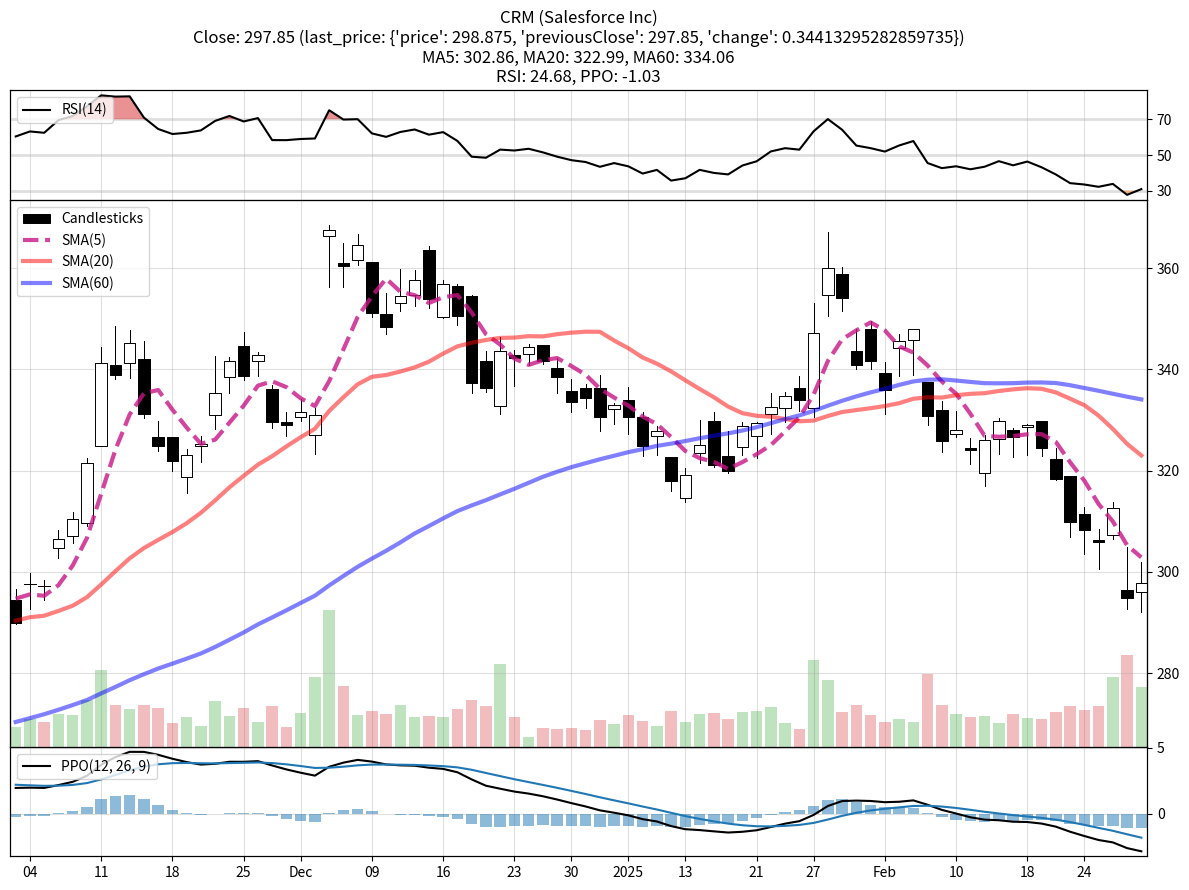 CRM (Salesforce Inc)
Close: 297.85 (last_price: {'price': 298.875, 'previousClose': 297.85, 'change': 0.34413295282859735})
MA5: 302.86, MA20: 322.99, MA60: 334.06
RSI: 24.68, PPO: -1.03
RSI(14)
70
50
30
Candlesticks
SMA(5)
SMA(20)
SMA(60)
360
340
320
300
280
PPO(12, 26, 9)
5
0
04 11 18 25 Dec 09 16 23 30 2025 13 21 27 Feb 10 18 24